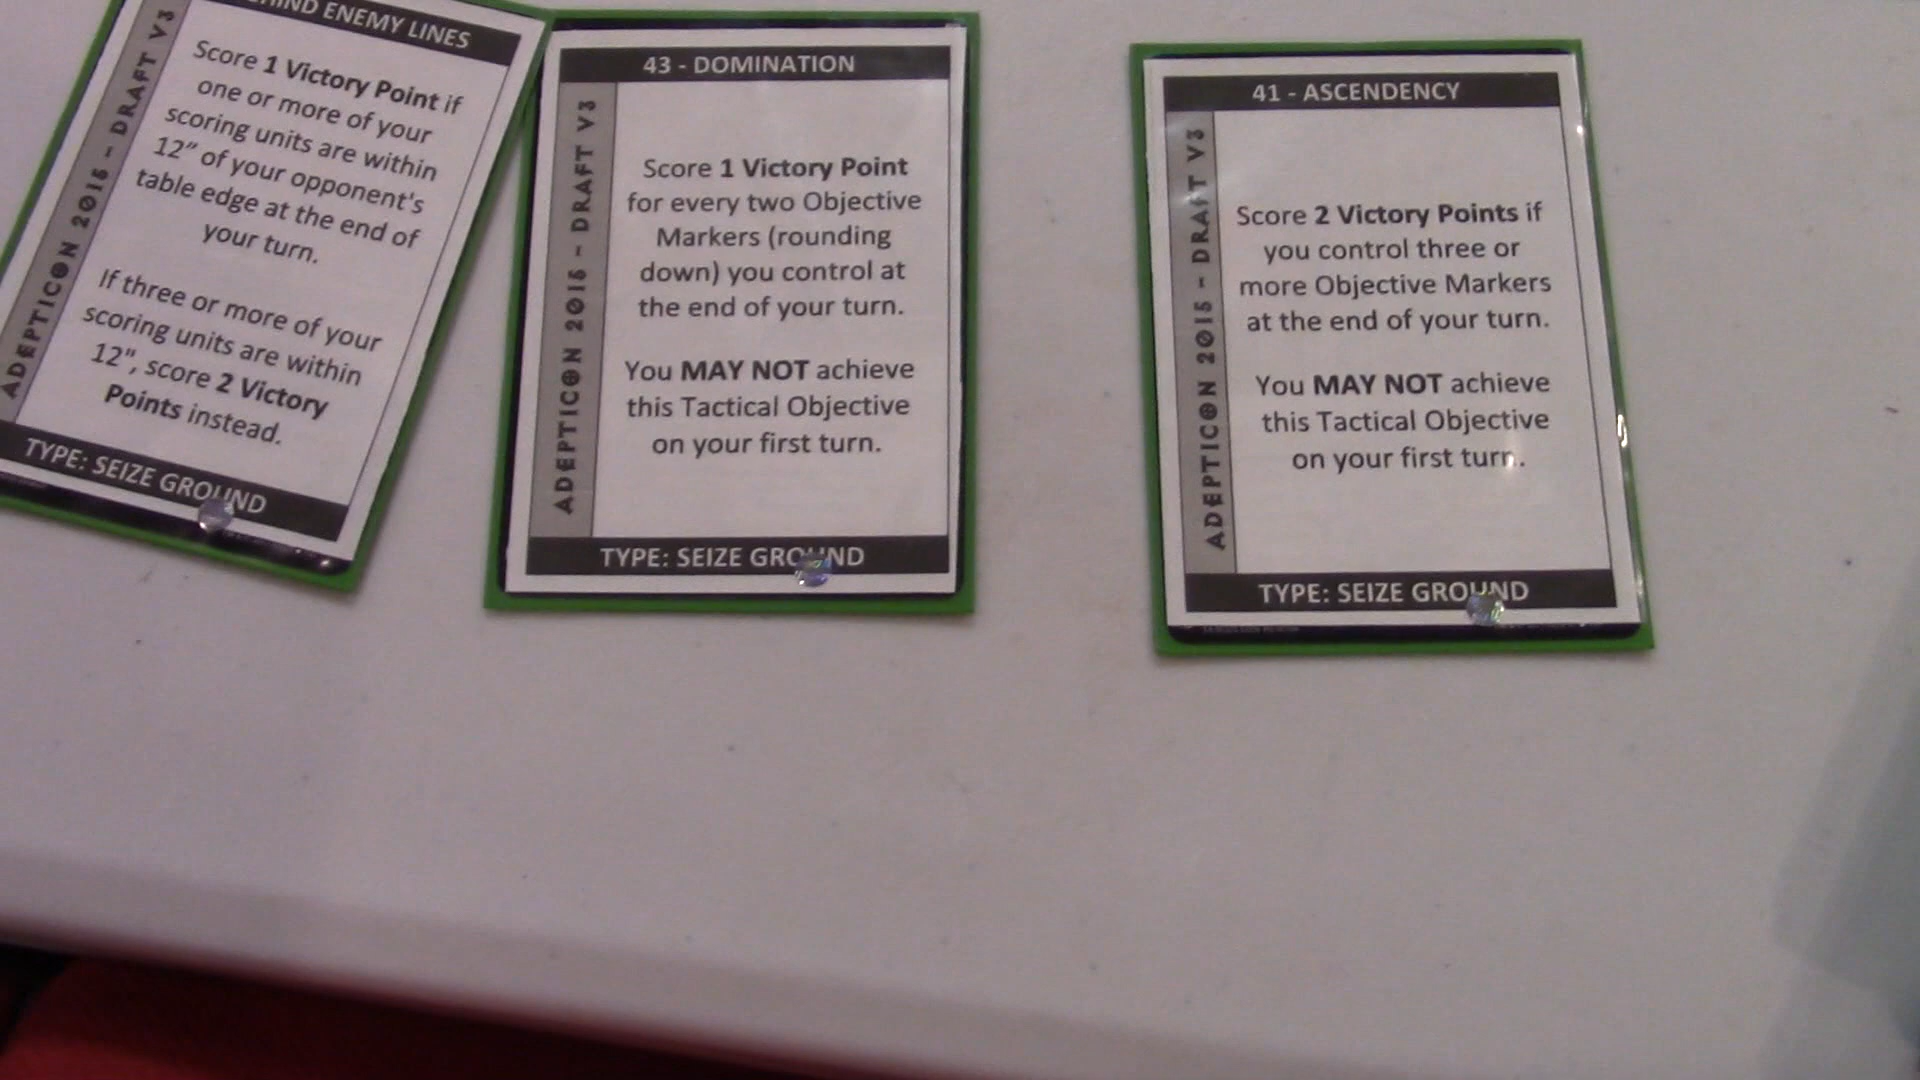 ENEMY LINES
Score 1 Victory Point if
one or more of your
scoring units are within
12" of your opponent's
table edge at the end of
your turn.
If three or more of your
scoring units are within
12", score 2 Victory
Points instead.
TYPE: SEIZE GROUND
ADEPTICON 2015 - DRAFT V3
43 - DOMINATION
Score 1 Victory Point
for every two Objective
Markers (rounding
down) you control at
the end of your turn.
You MAY NOT achieve
this Tactical Objective
on your first turn.
TYPE: SEIZE GROUND
ADEPTICON 2015 - DRAFT V3
41 - ASCENDENCY
Score 2 Victory Points if
you control three or
more Objective Markers
at the end of your turn.
You MAY NOT achieve
this Tactical Objective
on your first turn.
TYPE: SEIZE GROUND
ADEPTICON 2015 - DRAFT V3